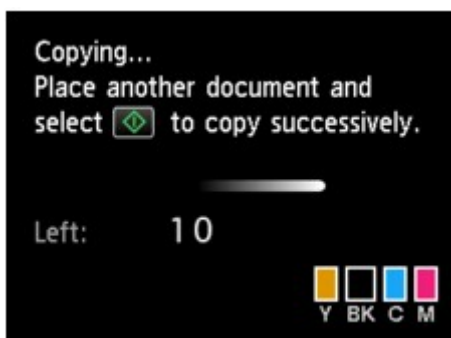 Copying...
Place another document and
select to copy successively.
Left: 10
Y BK C M